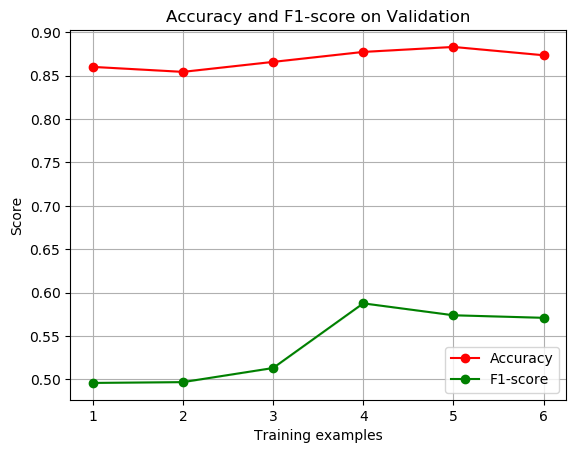 Accuracy and F1-score on Validation
0.90
0.85
0.80
0.75
0.70
0.65
0.60
0.55
0.50
Score
Accuracy
F1-score
1 2 3 4 5 6
Training examples